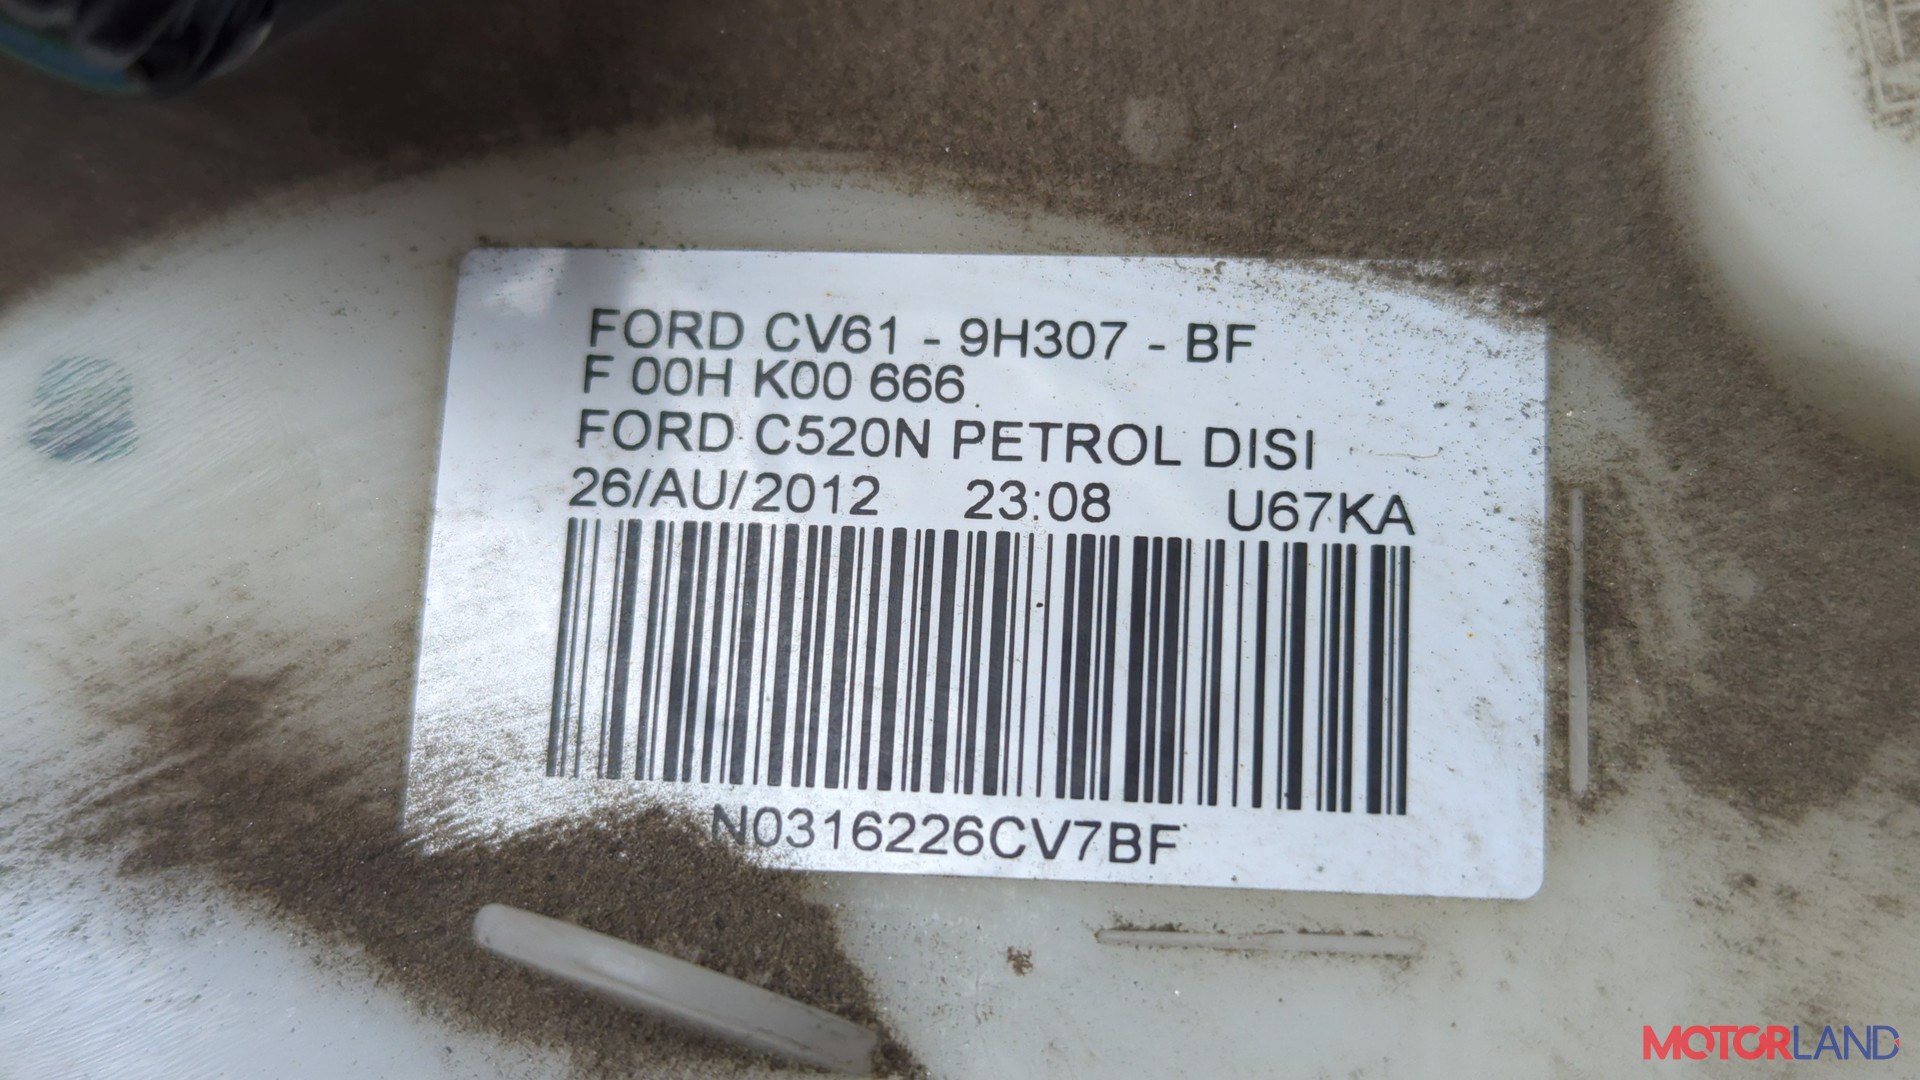 FORD CV61 - 9H307 - BF
F 00H K00 666
FORD C520N PETROL DISI
26/AU/2012 23:08 U67KA
N0316226CV7BF
MOTORLAND